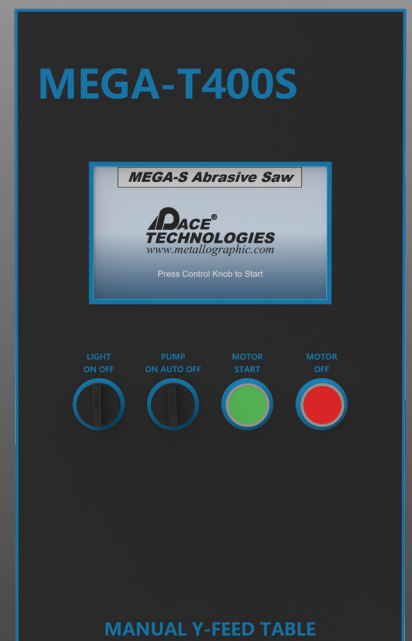 MEGA-T400S
MEGA-S Abrasive Saw
PACE®
TECHNOLOGIES
www.metallographic.com
Press Control Knob to Start
LIGHT
ON OFF
PUMP
ON AUTO OFF
MOTOR
START
MOTOR
OFF
MANUAL Y-FEED TABLE